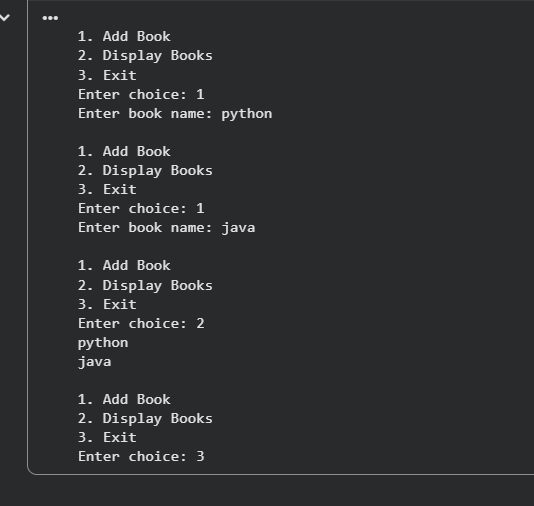 1. Add Book
2. Display Books
3. Exit
Enter choice: 1
Enter book name: python
1. Add Book
2. Display Books
3. Exit
Enter choice: 1
Enter book name: java
1. Add Book
2. Display Books
3. Exit
Enter choice: 2
python
java
1. Add Book
2. Display Books
3. Exit
Enter choice: 3